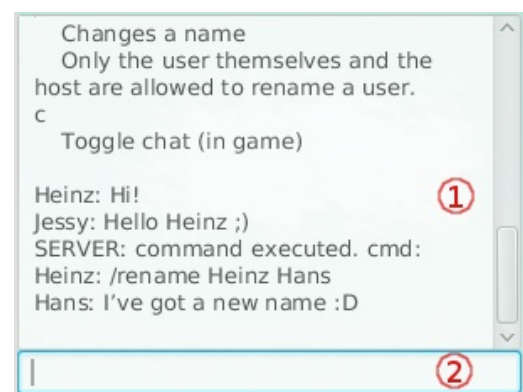 Changes a name
Only the user themselves and the
host are allowed to rename a user.
c
Toggle chat (in game)
Heinz: Hi!
①
Jessy: Hello Heinz ;)
SERVER: command executed. cmd:
Heinz: /rename Heinz Hans
Hans: I've got a new name :D
②